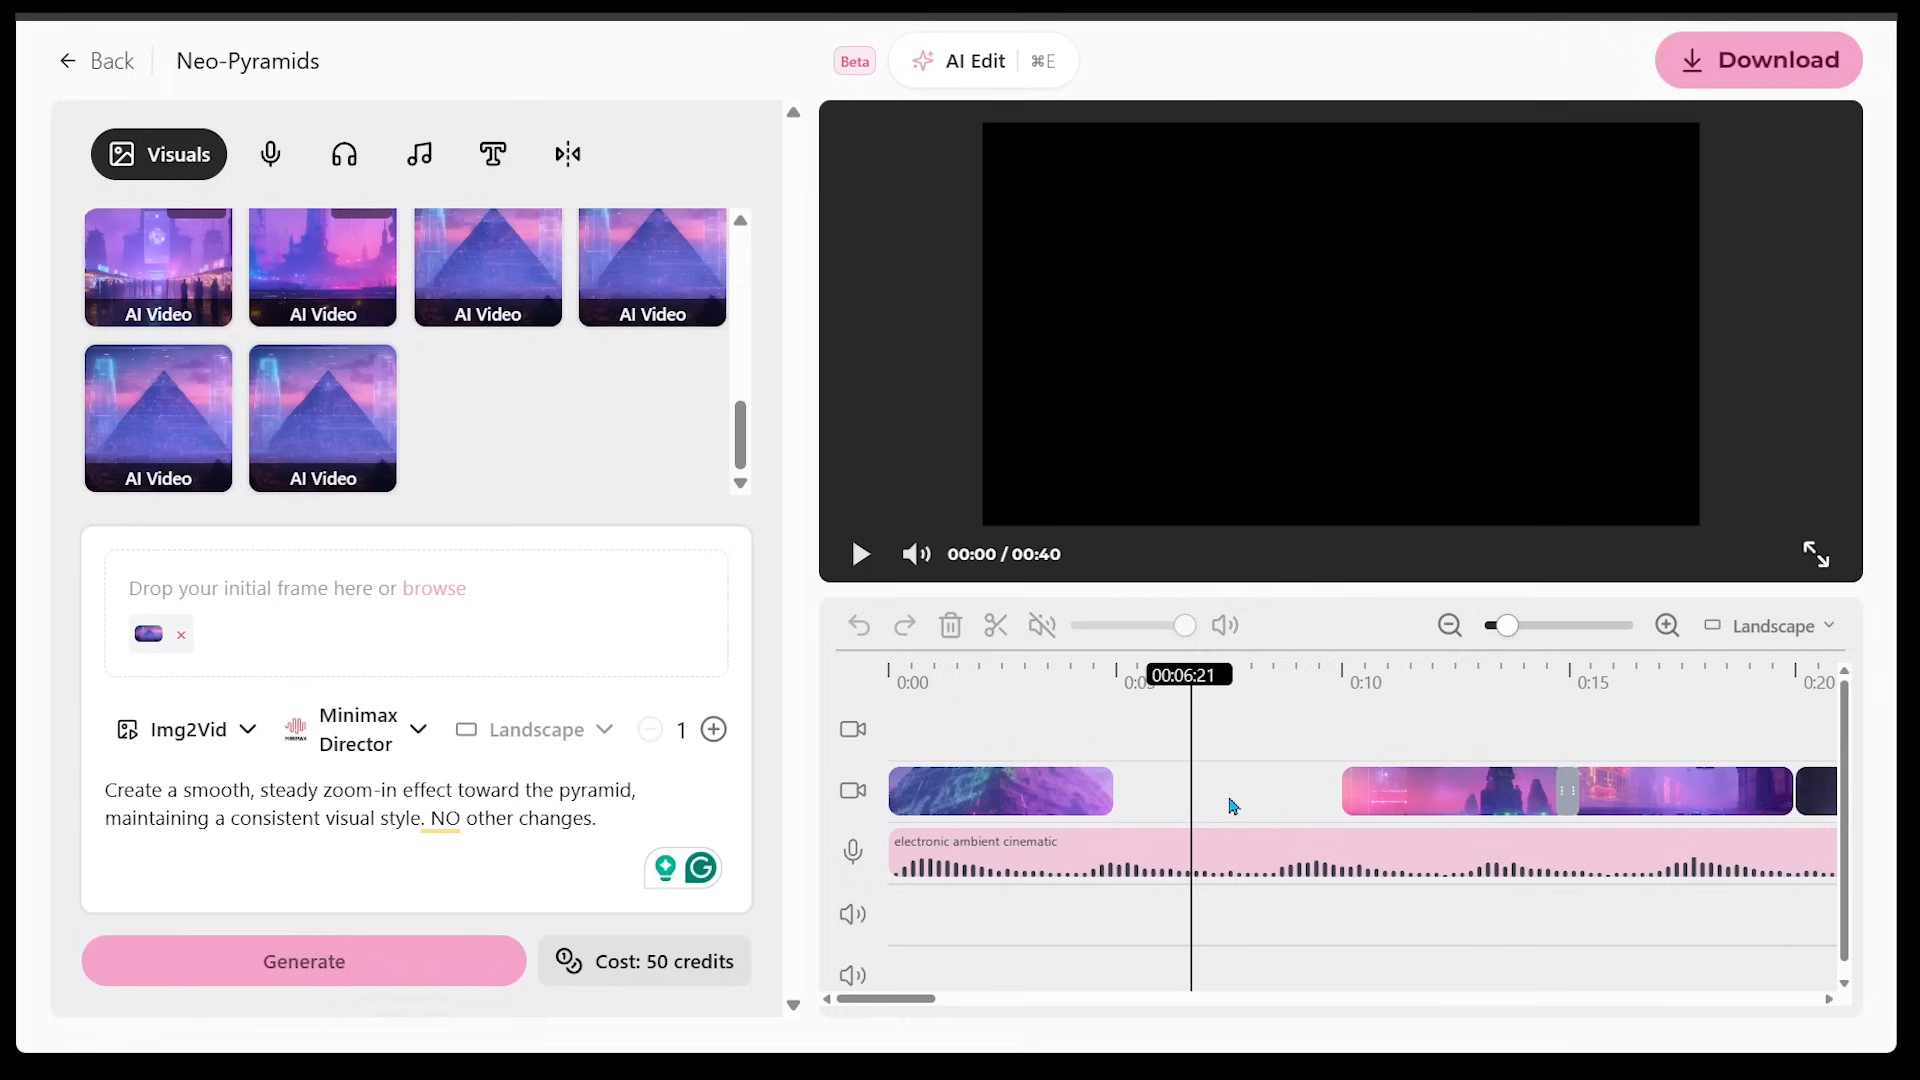 Back
Neo-Pyramids
Beta
AI Edit
⌘E
Download
Visuals
AI Video
AI Video
AI Video
AI Video
AI Video
AI Video
Drop your initial frame here or browse
Img2Vid
Minimax
Director
Landscape
1
Create a smooth, steady zoom-in effect toward the pyramid,
maintaining a consistent visual style. NO other changes.
Generate
Cost: 50 credits
00:00 / 00:40
Landscape
00:06:21
0:00
0:10
0:15
0:20
electronic ambient cinematic